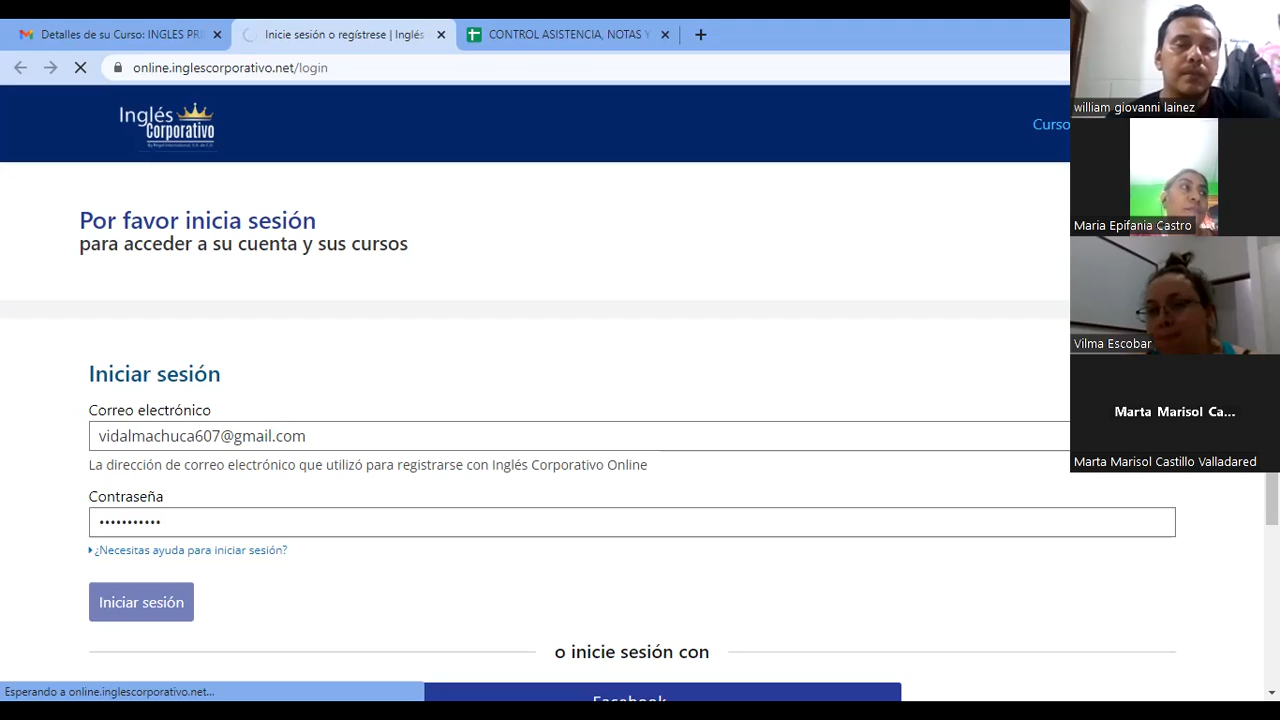 Detalles de su Curso: INGLES PRI
Inicie sesión o regístrese | Inglés
CONTROL ASISTENCIA, NOTAS Y
online.inglescorporativo.net/login
Inglés
Corporativo
Curso
Por favor inicia sesión
para acceder a su cuenta y sus cursos
Iniciar sesión
Correo electrónico
vidalmachuca607@gmail.com
La dirección de correo electrónico que utilizó para registrarse con Inglés Corporativo Online
Contraseña
•••••••••••
¿Necesitas ayuda para iniciar sesión?
Iniciar sesión
o inicie sesión con
Facebook
Esperando a online.inglescorporativo.net...
william giovanni lainez
Maria Epifania Castro
Vilma Escobar
Marta Marisol Ca...
Marta Marisol Castillo Valladared